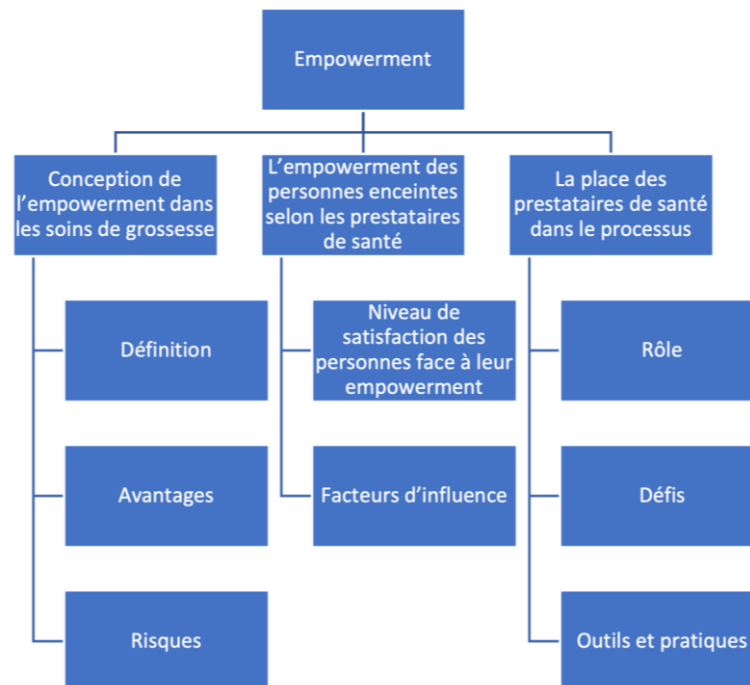 Empowerment
Conception de
l’empowerment dans
les soins de grossesse
L’empowerment des
personnes enceintes
selon les prestataires
de santé
La place des
prestataires de santé
dans le processus
Définition
Avantages
Risques
Niveau de
satisfaction des
personnes face à leur
empowerment
Facteurs d’influence
Rôle
Défis
Outils et pratiques